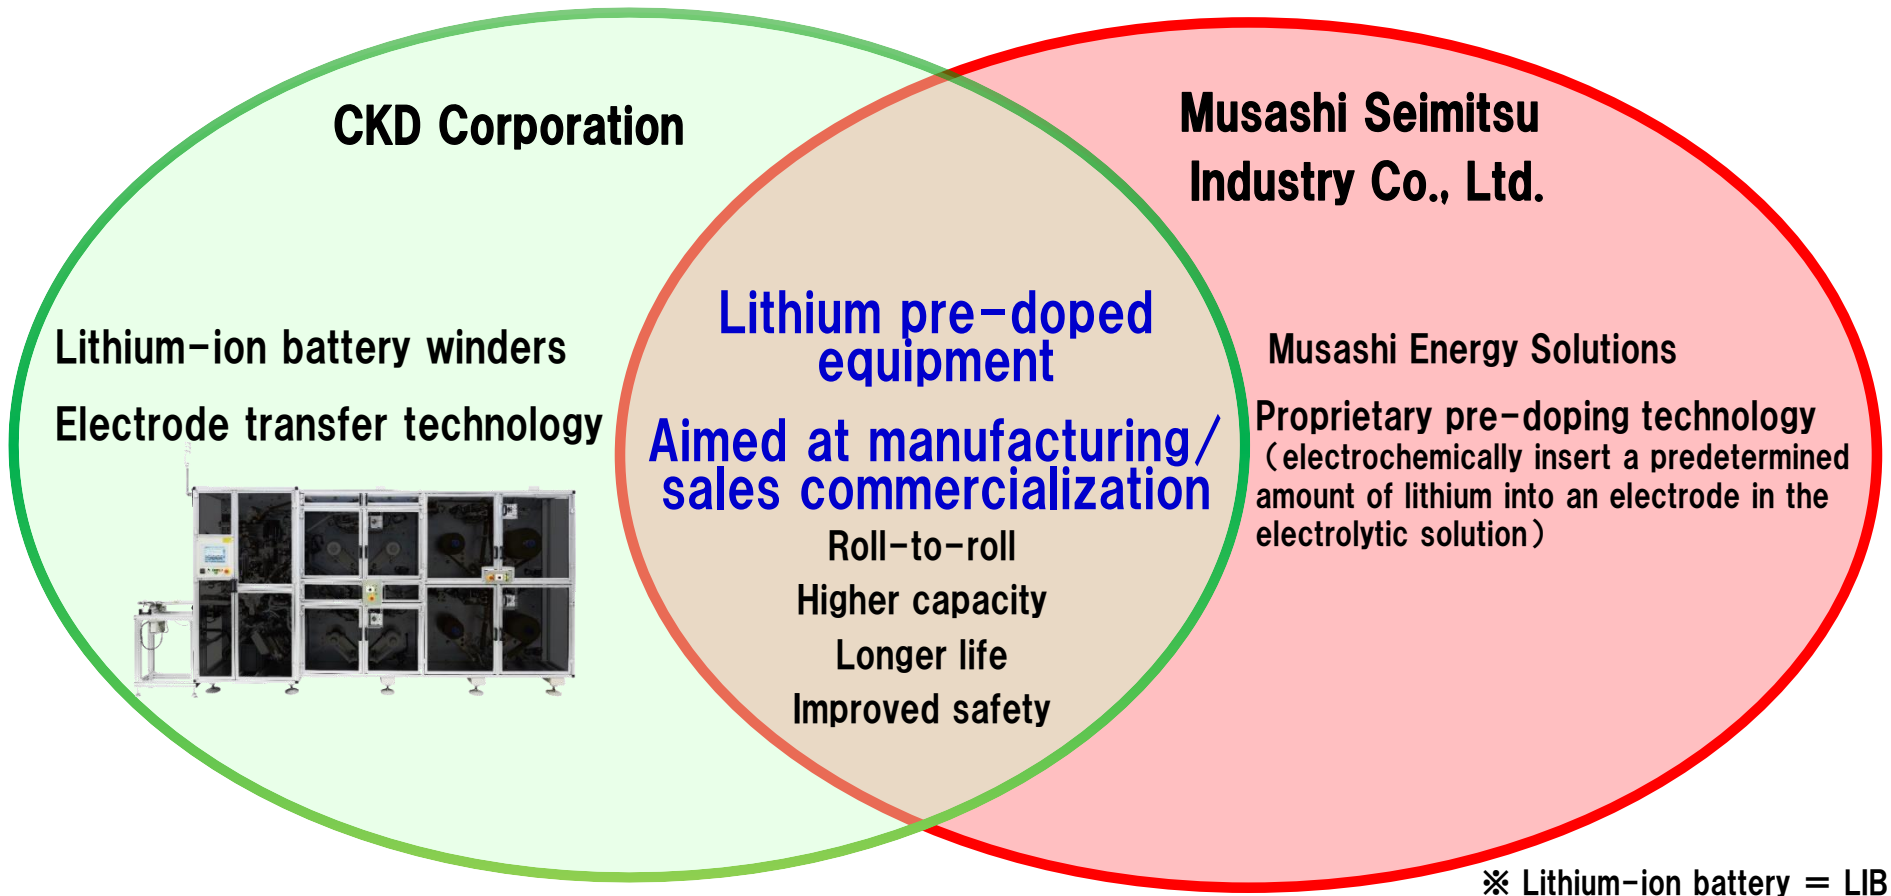 CKD Corporation
Musashi Seimitsu
Industry Co., Ltd.
Lithium-ion battery winders
Electrode transfer technology
Lithium pre-doped
equipment
Aimed at manufacturing/
sales commercialization
Roll-to-roll
Higher capacity
Longer life
Improved safety
Musashi Energy Solutions
Proprietary pre-doping technology
（electrochemically insert a predetermined
amount of lithium into an electrode in the
electrolytic solution）
※ Lithium-ion battery = LIB